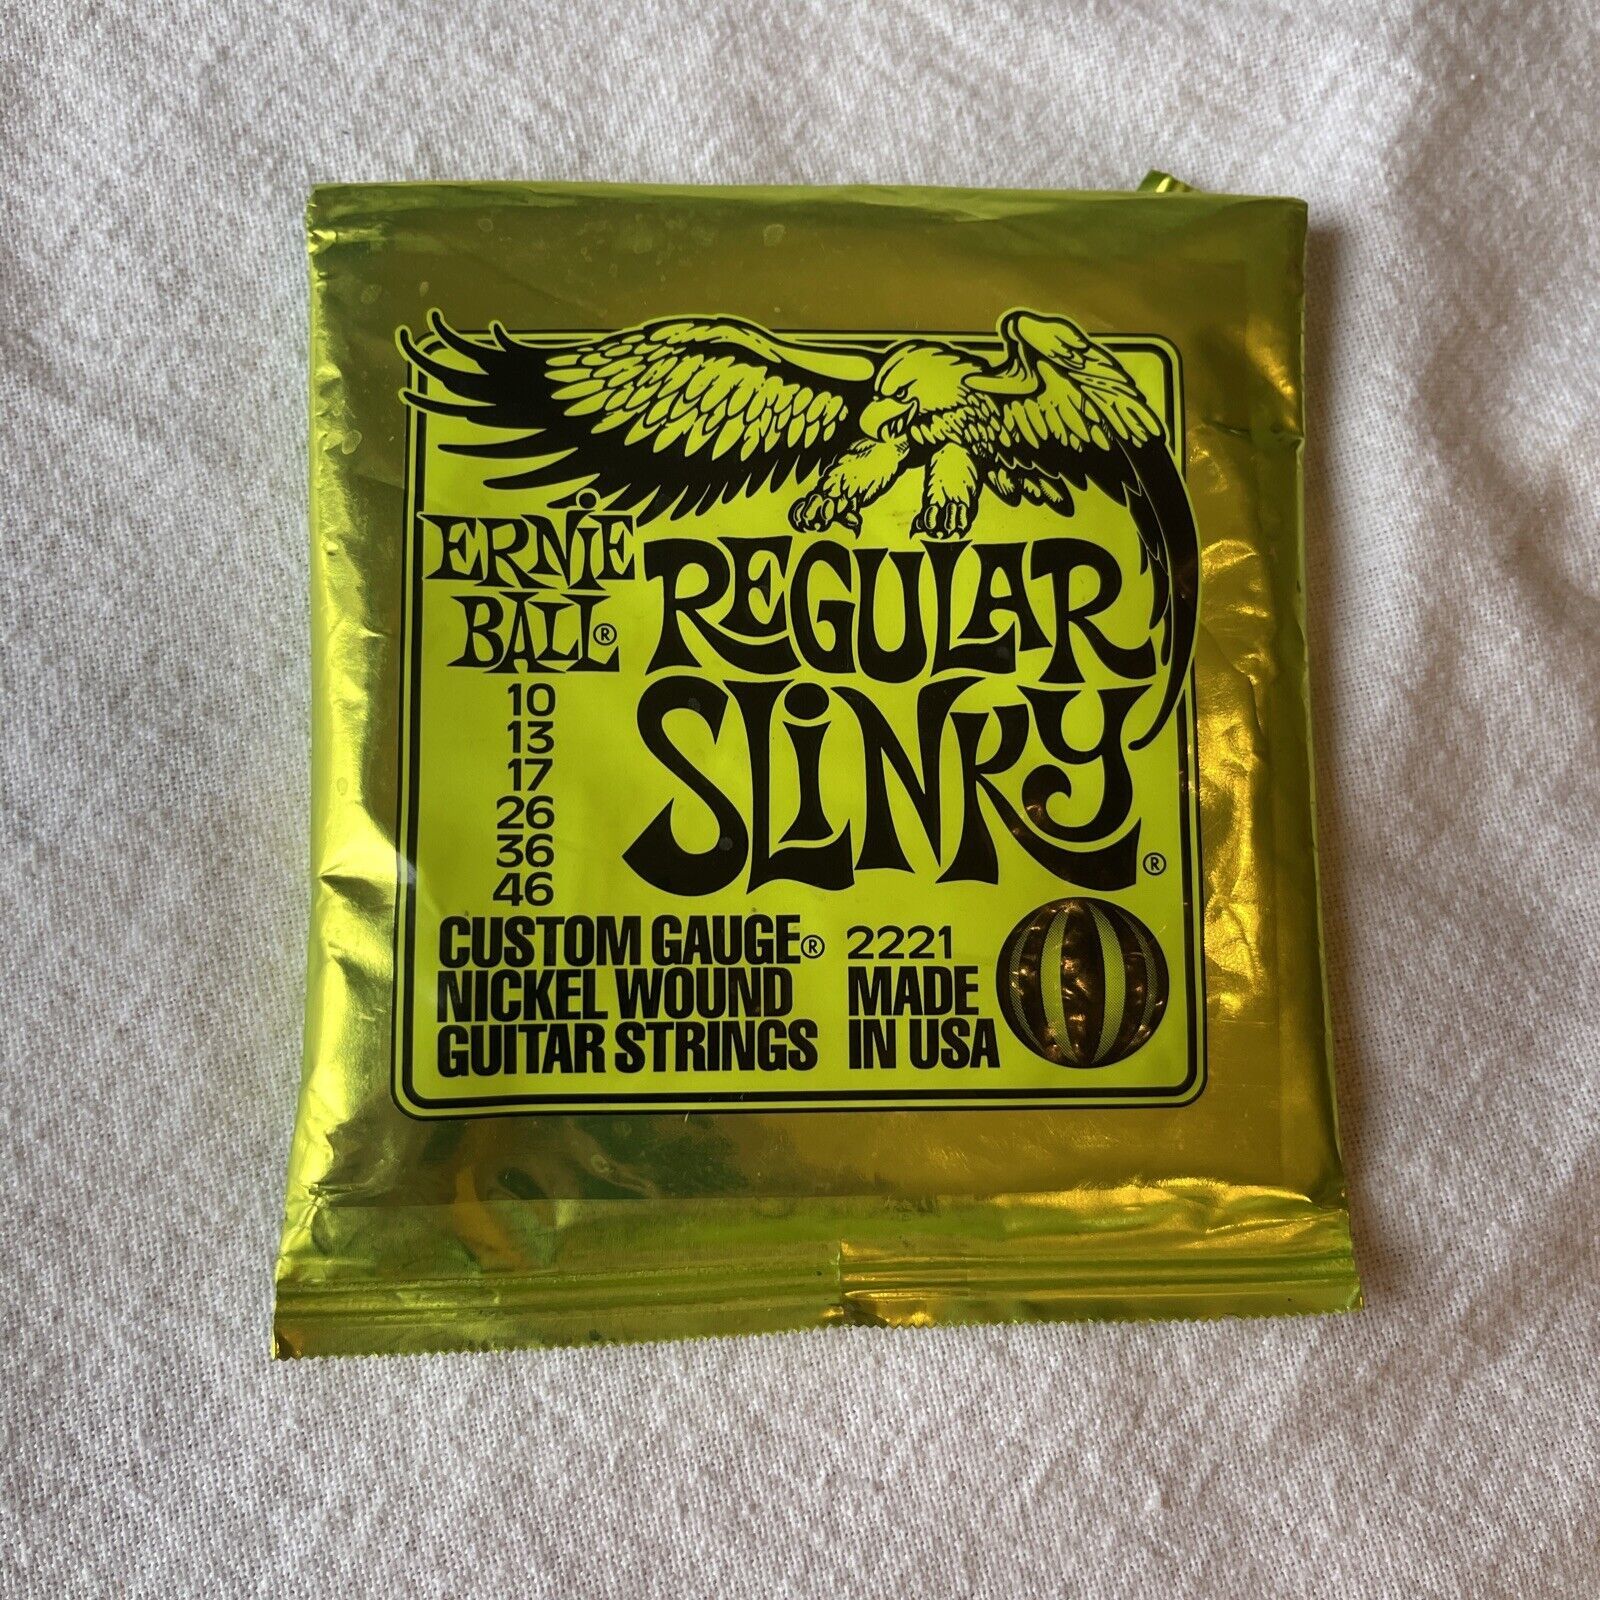 ERNIE
BALL®
REGULAR
SLINKY®
10
13
17
26
36
46
CUSTOM GAUGE®
NICKEL WOUND
GUITAR STRINGS
2221
MADE
IN USA